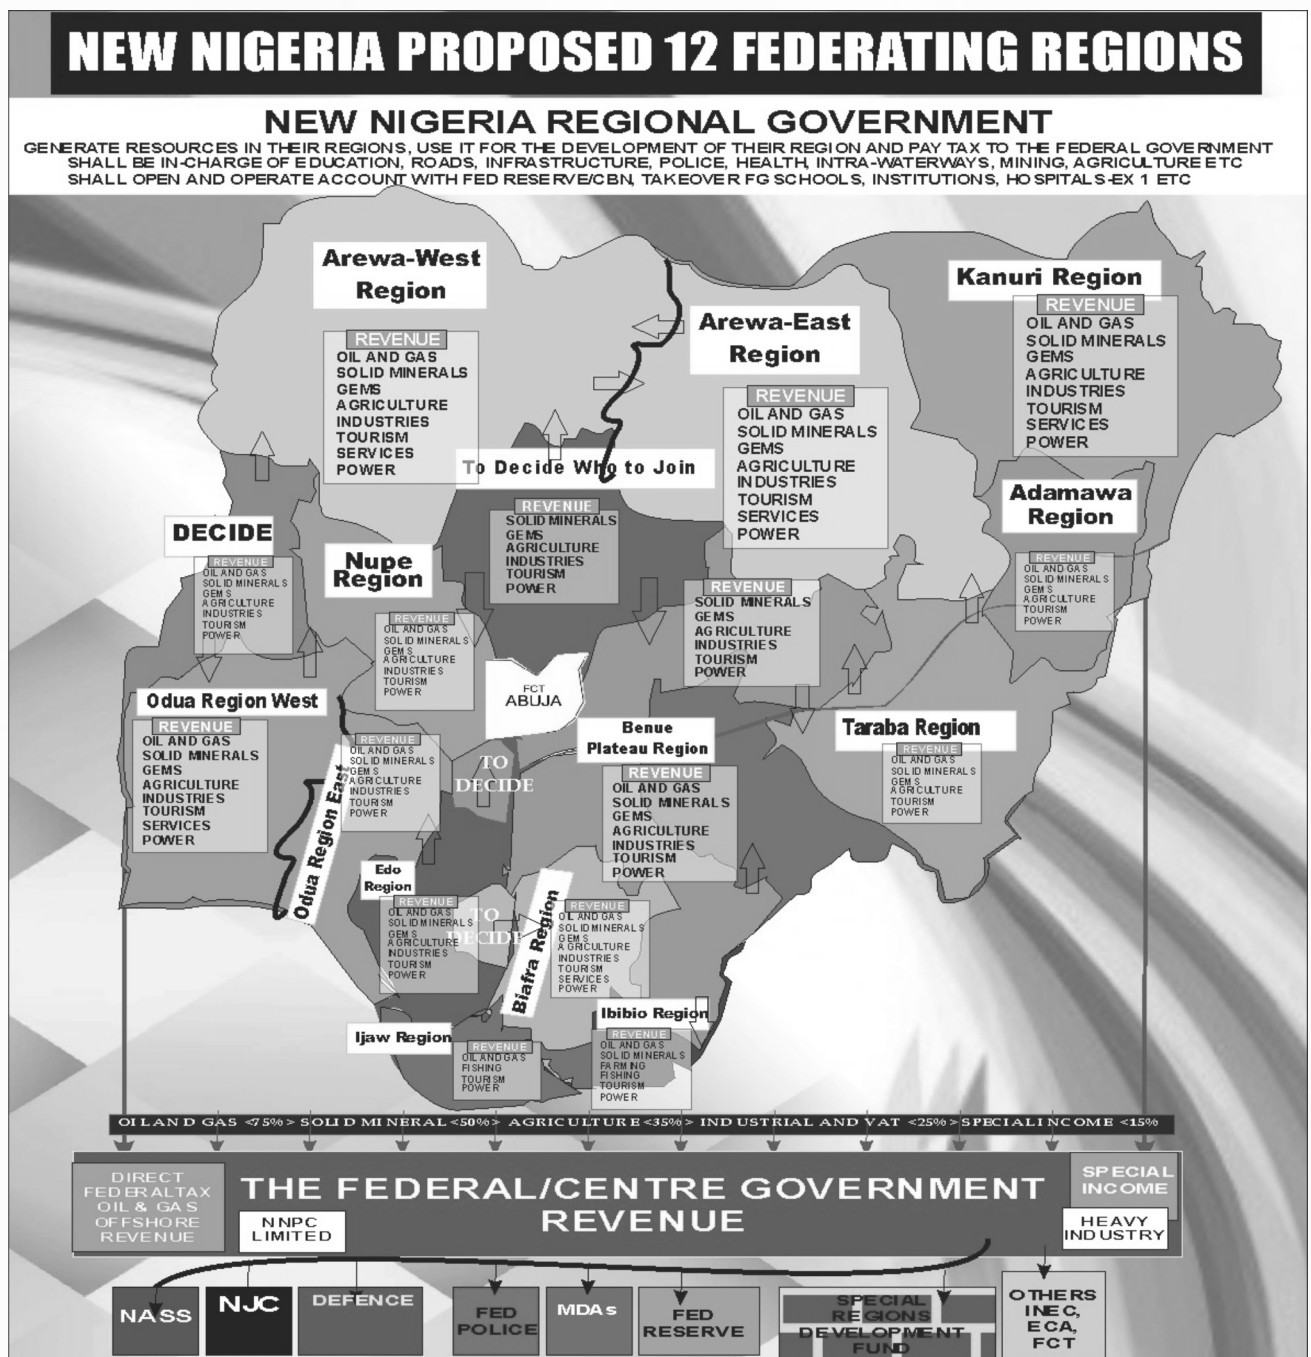 NEW NIGERIA PROPOSED 12 FEDERATING REGIONS
NEW NIGERIA REGIONAL GOVERNMENT
GENERATE RESOURCES IN THEIR REGIONS, USE IT FOR THE DEVELOPMENT OF THEIR REGION AND PAY TAX TO THE FEDERAL GOVERNMENT
SHALL BE IN-CHARGE OF EDUCATION, ROADS, INFRASTRUCTURE, POLICE, HEALTH, INTRA-WATERWAYS, MINING, AGRICULTURE ETC
SHALL OPEN AND OPERATE ACCOUNT WITH FED RESERVE/CBN, TAKEOVER FG SCHOOLS, INSTITUTIONS, HOSPITALS-EX 1 ETC
Arewa-West
Region
REVENUE
OIL AND GAS
SOLID MINERALS
GEMS
AGRICULTURE
INDUSTRIES
TOURISM
SERVICES
POWER
Arewa-East
Region
REVENUE
OIL AND GAS
SOLID MINERALS
GEMS
AGRICULTURE
INDUSTRIES
TOURISM
SERVICES
POWER
Kanuri Region
REVENUE
OIL AND GAS
SOLID MINERALS
GEMS
AGRICULTURE
INDUSTRIES
TOURISM
SERVICES
POWER
To Decide Who to Join
REVENUE
SOLID MINERALS
GEMS
AGRICULTURE
INDUSTRIES
TOURISM
POWER
Adamawa
Region
REVENUE
OIL AND GAS
SOLID MINERALS
GEMS
AGRICULTURE
TOURISM
POWER
DECIDE
REVENUE
OIL AND GAS
SOLID MINERALS
GEMS
AGRICULTURE
INDUSTRIES
TOURISM
POWER
Nupe
Region
REVENUE
OIL AND GAS
SOLID MINERALS
GEMS
AGRICULTURE
INDUSTRIES
TOURISM
POWER
REVENUE
SOLID MINERALS
GEMS
AGRICULTURE
INDUSTRIES
TOURISM
POWER
FCT
ABUJA
Odua Region West
REVENUE
OIL AND GAS
SOLID MINERALS
GEMS
AGRICULTURE
INDUSTRIES
TOURISM
SERVICES
POWER
Odua Region East
REVENUE
OIL AND GAS
SOLID MINERALS
GEMS
AGRICULTURE
INDUSTRIES
TOURISM
POWER
TO
DECIDE
Benue
Plateau Region
REVENUE
OIL AND GAS
SOLID MINERALS
GEMS
AGRICULTURE
INDUSTRIES
TOURISM
POWER
Taraba Region
REVENUE
OIL AND GAS
SOLID MINERALS
GEMS
AGRICULTURE
TOURISM
POWER
Edo
Region
REVENUE
OIL AND GAS
SOLID MINERALS
GEMS
AGRICULTURE
INDUSTRIES
TOURISM
POWER
TO
DECIDE
Biafra Region
REVENUE
OIL AND GAS
SOLID MINERALS
GEMS
AGRICULTURE
INDUSTRIES
TOURISM
SERVICES
POWER
Ijaw Region
REVENUE
OIL AND GAS
FISHING
TOURISM
POWER
Ibibio Region
REVENUE
OIL AND GAS
SOLID MINERALS
FARMING
FISHING
TOURISM
POWER
OIL AND GAS <75%> SOLID MINERAL <50%> AGRICULTURE <35%> INDUSTRIAL AND VAT <25%> SPECIAL INCOME <15%
DIRECT
FEDERAL TAX
OIL & GAS
OFFSHORE
REVENUE
THE FEDERAL/CENTRE GOVERNMENT
REVENUE
NNPC
LIMITED
SPECIAL
INCOME
HEAVY
INDUSTRY
NASS
NJC
DEFENCE
FED
POLICE
MDAs
FED
RESERVE
SPECIAL
REGIONS
DEVELOPMENT
FUND
OTHERS
INEC,
ECA,
FCT